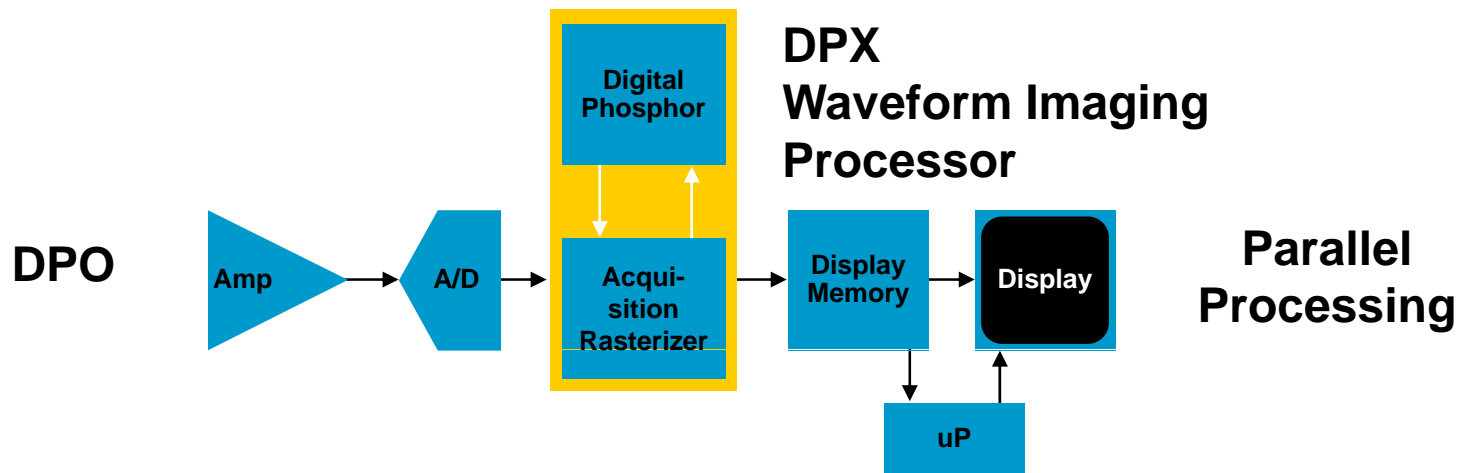 Digital
Phosphor
DPX
Waveform Imaging
Processor
DPO
Amp
A/D
Acqui-
sition
Rasterizer
Display
Memory
Display
Parallel
Processing
uP